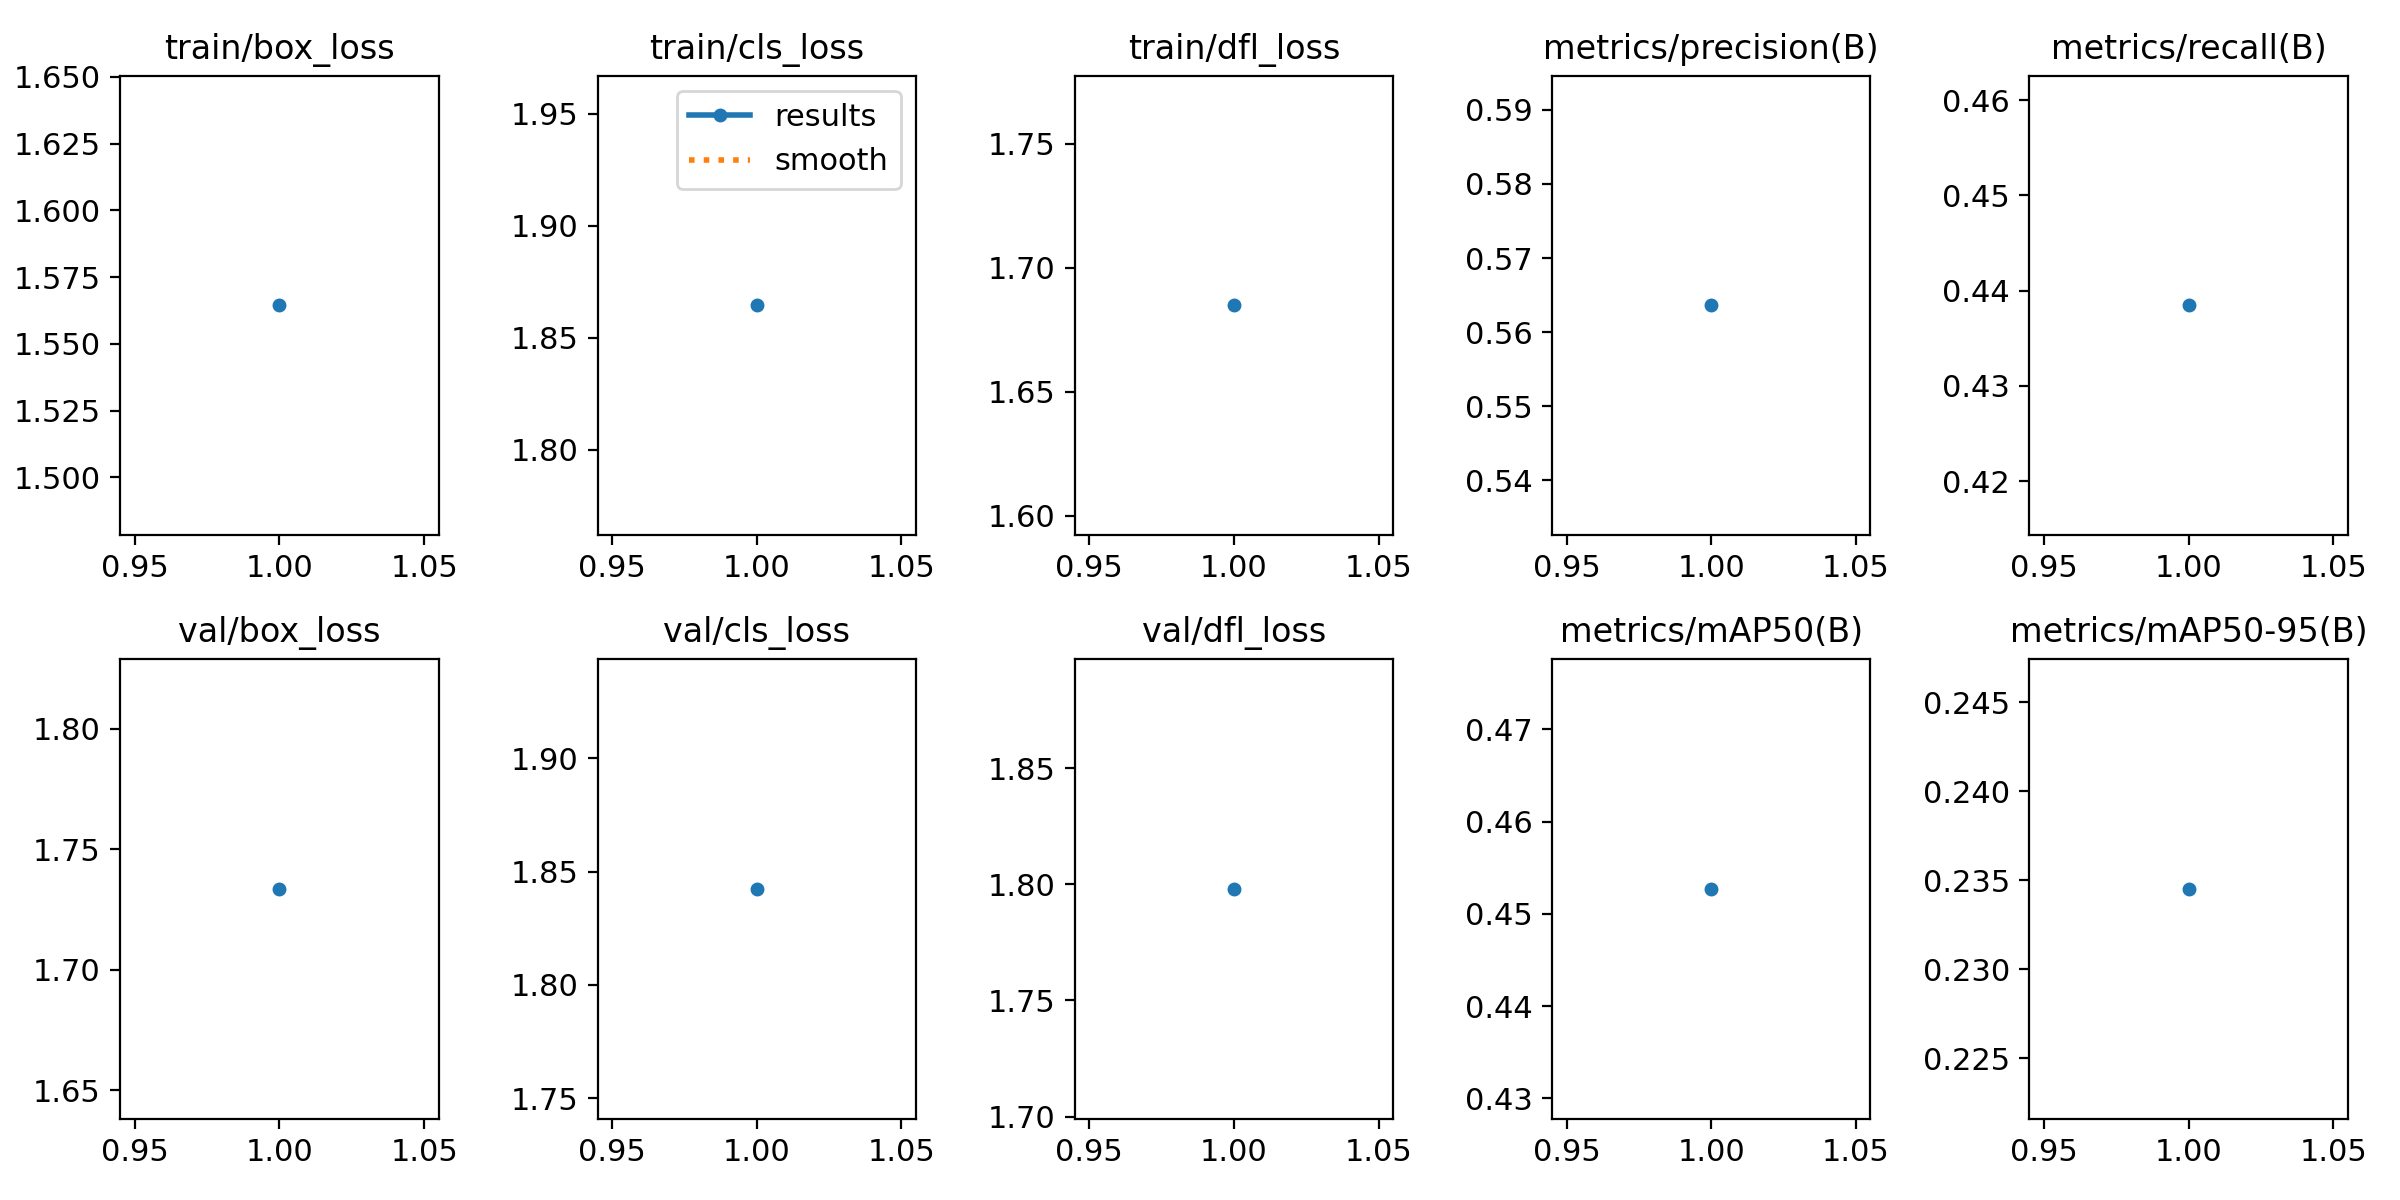 train/box_loss
1.650
1.625
1.600
1.575
1.550
1.525
1.500
0.95 1.00 1.05
train/cls_loss
results
smooth
1.95
1.90
1.85
1.80
0.95 1.00 1.05
train/dfl_loss
1.75
1.70
1.65
1.60
0.95 1.00 1.05
metrics/precision(B)
0.59
0.58
0.57
0.56
0.55
0.54
0.95 1.00 1.05
metrics/recall(B)
0.46
0.45
0.44
0.43
0.42
0.95 1.00 1.05
val/box_loss
1.80
1.75
1.70
1.65
0.95 1.00 1.05
val/cls_loss
1.90
1.85
1.80
1.75
0.95 1.00 1.05
val/dfl_loss
1.85
1.80
1.75
1.70
0.95 1.00 1.05
metrics/mAP50(B)
0.47
0.46
0.45
0.44
0.43
0.95 1.00 1.05
metrics/mAP50-95(B)
0.245
0.240
0.235
0.230
0.225
0.95 1.00 1.05